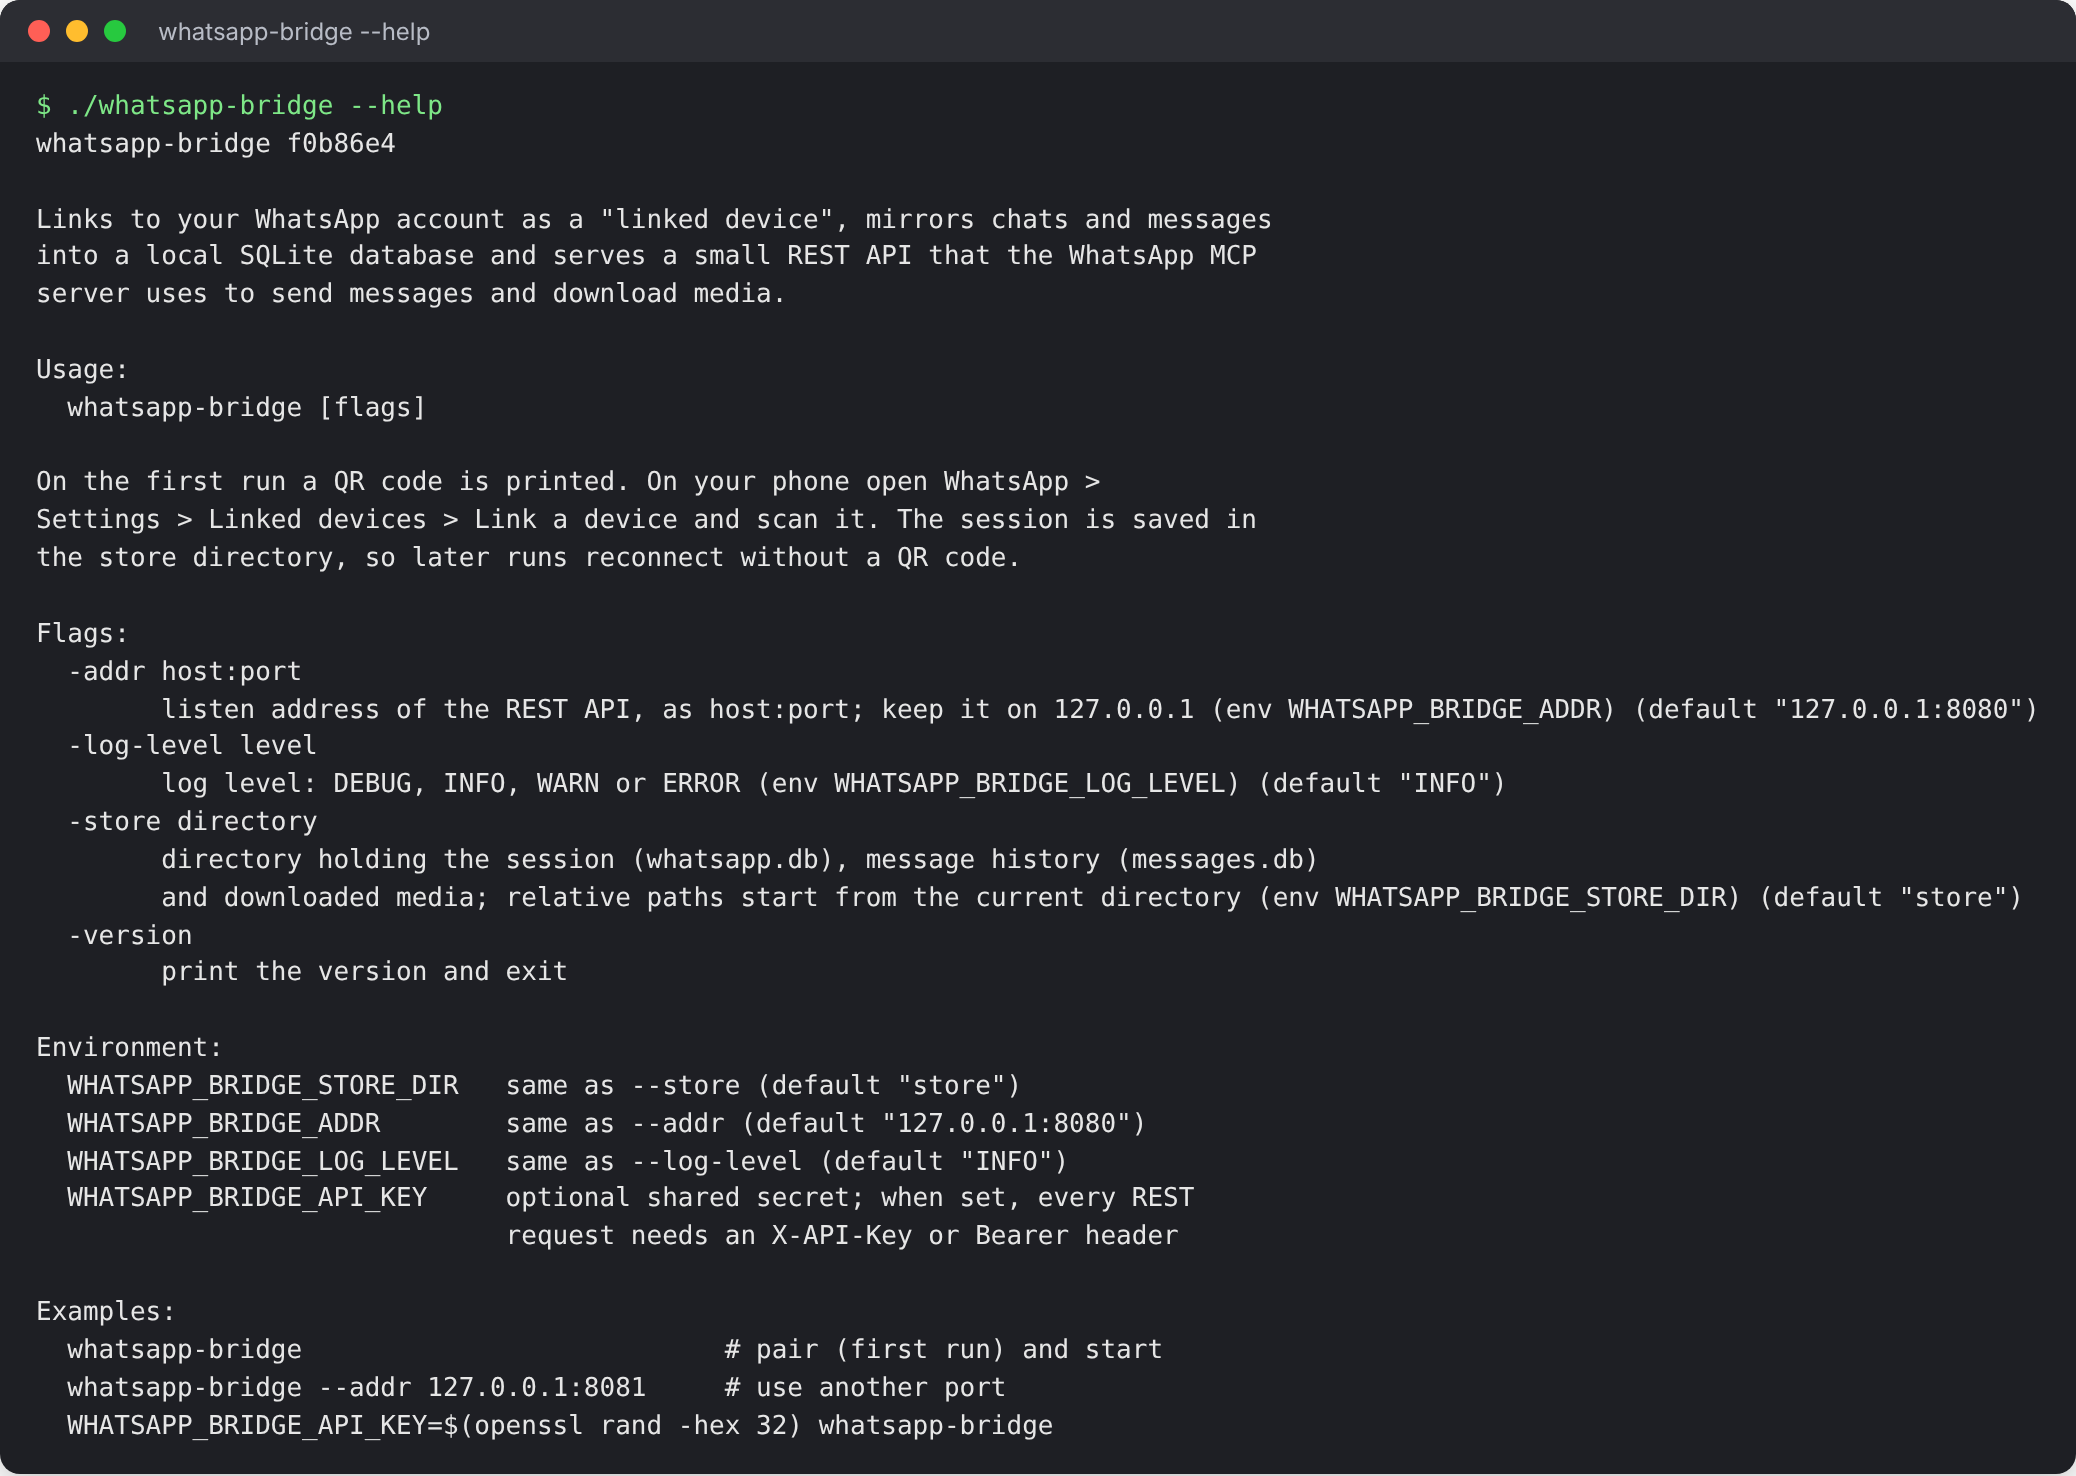 whatsapp-bridge --help
$ ./whatsapp-bridge --help
whatsapp-bridge f0b86e4

Links to your WhatsApp account as a "linked device", mirrors chats and messages
into a local SQLite database and serves a small REST API that the WhatsApp MCP
server uses to send messages and download media.

Usage:
  whatsapp-bridge [flags]

On the first run a QR code is printed. On your phone open WhatsApp >
Settings > Linked devices > Link a device and scan it. The session is saved in
the store directory, so later runs reconnect without a QR code.

Flags:
  -addr host:port
        listen address of the REST API, as host:port; keep it on 127.0.0.1 (env WHATSAPP_BRIDGE_ADDR) (default "127.0.0.1:8080")
  -log-level level
        log level: DEBUG, INFO, WARN or ERROR (env WHATSAPP_BRIDGE_LOG_LEVEL) (default "INFO")
  -store directory
        directory holding the session (whatsapp.db), message history (messages.db)
        and downloaded media; relative paths start from the current directory (env WHATSAPP_BRIDGE_STORE_DIR) (default "store")
  -version
        print the version and exit

Environment:
  WHATSAPP_BRIDGE_STORE_DIR   same as --store (default "store")
  WHATSAPP_BRIDGE_ADDR        same as --addr (default "127.0.0.1:8080")
  WHATSAPP_BRIDGE_LOG_LEVEL   same as --log-level (default "INFO")
  WHATSAPP_BRIDGE_API_KEY     optional shared secret; when set, every REST
                              request needs an X-API-Key or Bearer header

Examples:
  whatsapp-bridge                           # pair (first run) and start
  whatsapp-bridge --addr 127.0.0.1:8081     # use another port
  WHATSAPP_BRIDGE_API_KEY=$(openssl rand -hex 32) whatsapp-bridge